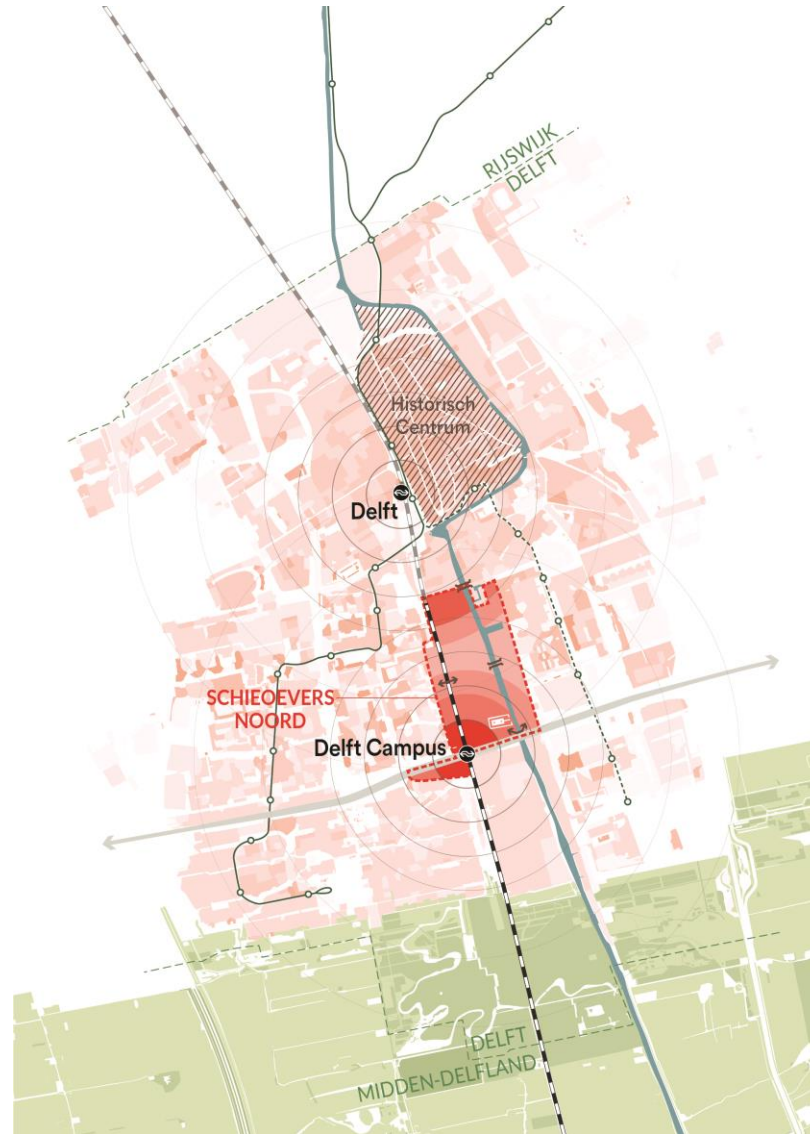 RIJSWIJK
DELFT
Historisch
Centrum
Delft
SCHIEOEVERS
NOORD
Delft Campus
DELFT
MIDDEN-DELFLAND